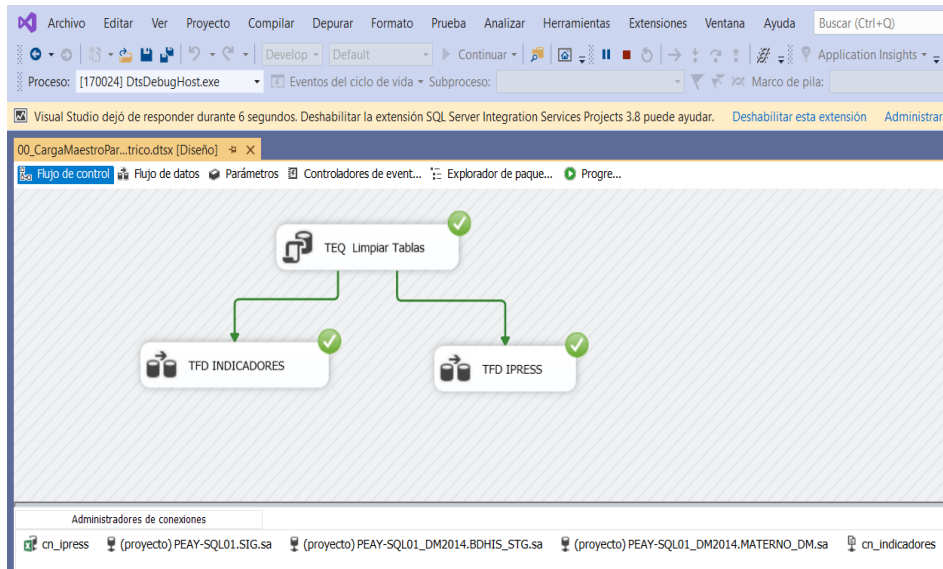 Archivo Editar Ver Proyecto Compilar Depurar Formato Prueba Analizar Herramientas Extensiones Ventana Ayuda Buscar (Ctrl+Q)
Develop Default Continuar Application Insights
Proceso: [170024] DtsDebugHost.exe Eventos del ciclo de vida Subproceso: Marco de pila:
Visual Studio dejó de responder durante 6 segundos. Deshabilitar la extensión SQL Server Integration Services Projects 3.8 puede ayudar. Deshabilitar esta extensión Administrar
00_CargaMaestroPar...trico.dtsx [Diseño]
Flujo de control Flujo de datos Parámetros Controladores de event... Explorador de paque... Progre...
TEQ Limpiar Tablas
TFD INDICADORES
TFD IPRESS
Administradores de conexiones
cn_ipress (proyecto) PEAY-SQL01.SIG.sa (proyecto) PEAY-SQL01_DM2014.BDHIS_STG.sa (proyecto) PEAY-SQL01_DM2014.MATERNO_DM.sa cn_indicadores